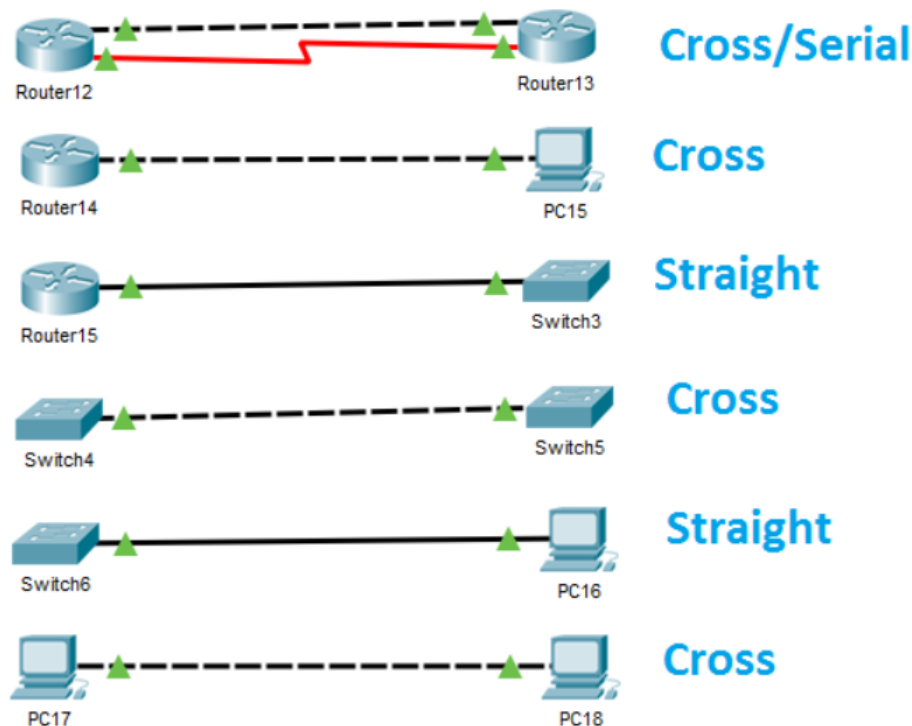 Cross/Serial
Router12
Router13
Cross
Router14
PC15
Straight
Router15
Switch3
Cross
Switch4
Switch5
Straight
Switch6
PC16
Cross
PC17
PC18